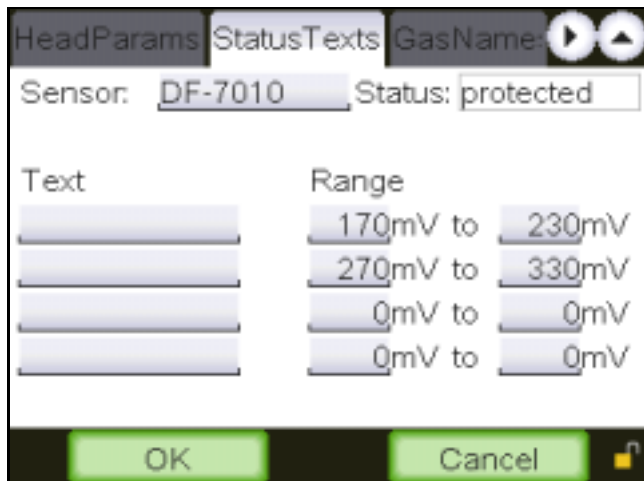 HeadParams StatusTexts GasName
Sensor: DF-7010 Status: protected
Text Range
170mV to 230mV
270mV to 330mV
0mV to 0mV
0mV to 0mV
OK Cancel